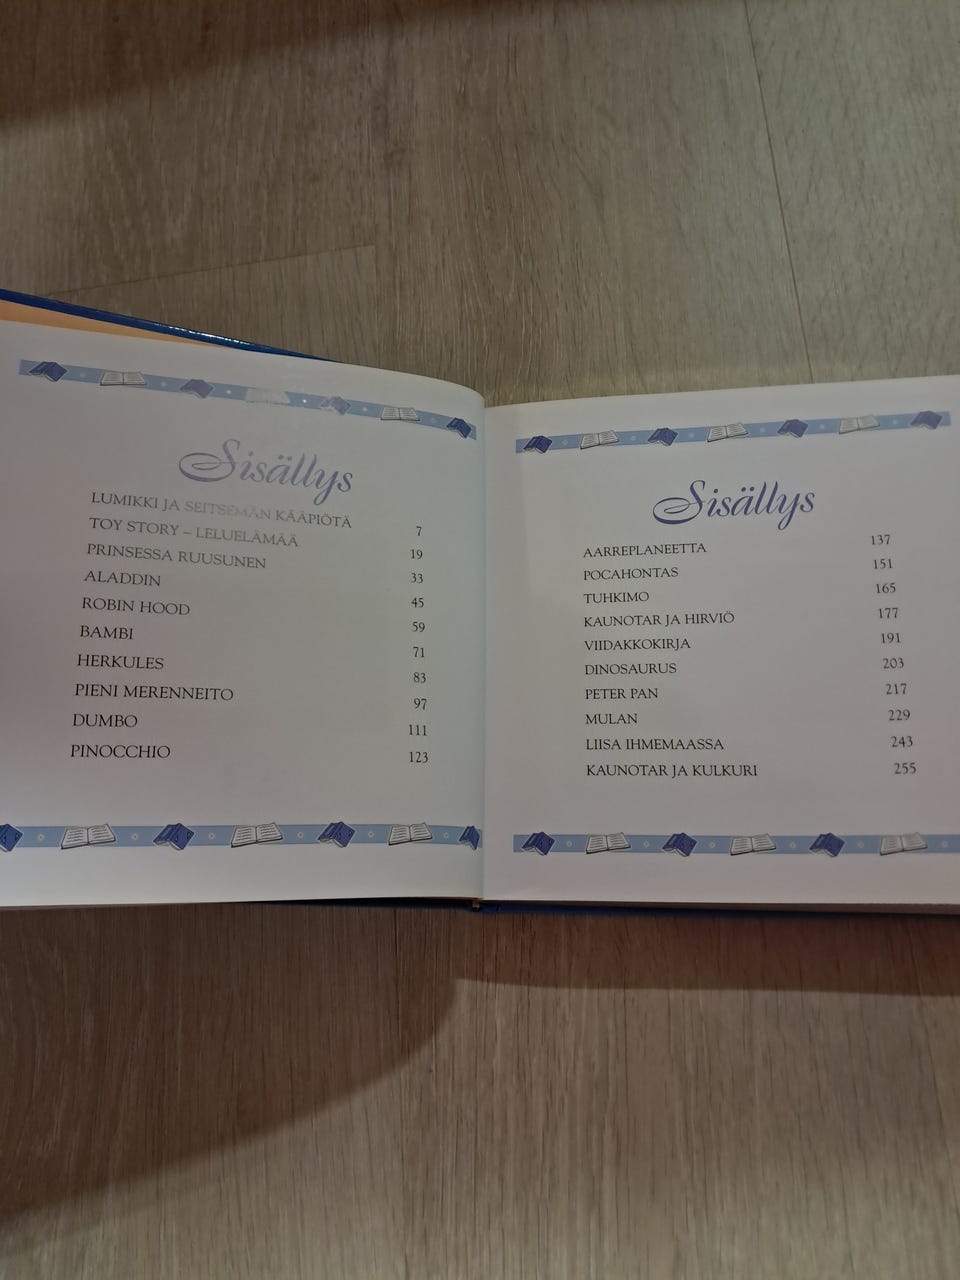 Sisällys
LUMIKKI JA SEITSEMÄN KÄÄPIÖTÄ 7
TOY STORY – LELUELÄMÄÄ 19
PRINSESSA RUUSUNEN 33
ALADDIN 45
ROBIN HOOD 59
BAMBI 71
HERKULES 83
PIENI MERENNEITO 97
DUMBO 111
PINOCCHIO 123
Sisällys
AARREPLANEETTA 137
POCAHONTAS 151
TUHKIMO 165
KAUNOTAR JA HIRVIÖ 177
VIIDAKKOKIRJA 191
DINOSAURUS 203
PETER PAN 217
MULAN 229
LIISA IHMEMAASSA 243
KAUNOTAR JA KULKURI 255